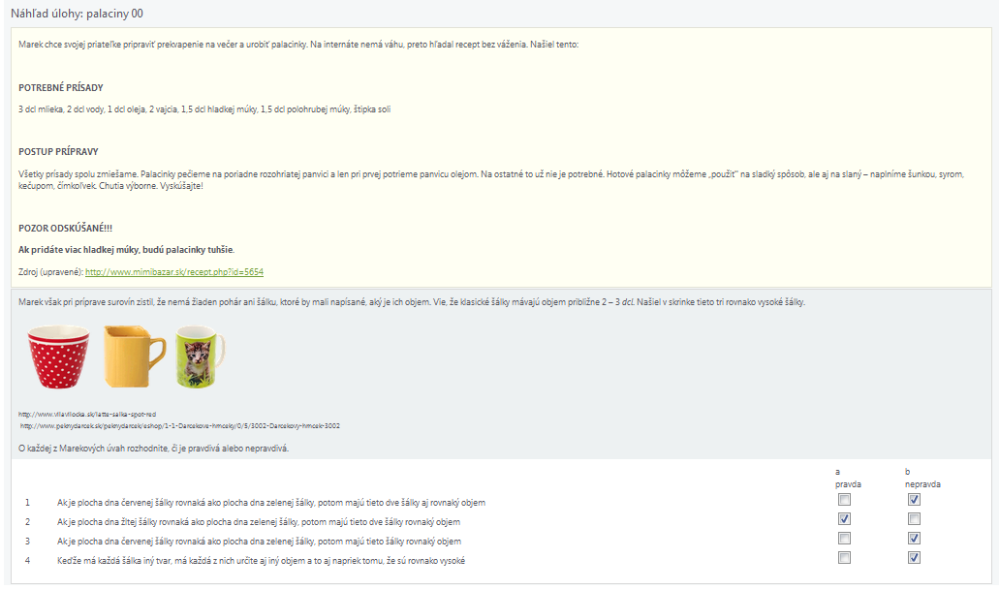 Náhľad úlohy: palaciny 00
Marek chce svojej priateľke pripraviť prekvapenie na večer a urobiť palacinky. Na internáte nemá váhu, preto hľadal recept bez váženia. Našiel tento:
POTREBNÉ PRÍSADY
3 dcl mlieka, 2 dcl vody, 1 dcl oleja, 2 vajcia, 1,5 dcl hladkej múky, 1,5 dcl polohrubej múky, štipka soli
POSTUP PRÍPRAVY
Všetky prísady spolu zmiešame. Palacinky pečieme na poriadne rozohriatej panvici a len pri prvej potrieme panvicu olejom. Na ostatné to už nie je potrebné. Hotové palacinky môžeme „použiť" na sladký spôsob, ale aj na slaný – naplníme šunkou, syrom,
kečupom, čímkoľvek. Chutia výborne. Vyskúšajte!
POZOR ODSKÚŠANÉ!!!
Ak pridáte viac hladkej múky, budú palacinky tuhšie.
Zdroj (upravené): http://www.mimibazar.sk/recept.php?id=5654
Marek však pri príprave surovín zistil, že nemá žiaden pohár ani šálku, ktoré by mali napísané, aký je ich objem. Vie, že klasické šálky mávajú objem približne 2 – 3 dcl. Našiel v skrinke tieto tri rovnako vysoké šálky.
http://www.vilavilocka.sk/latte-salka-spot-red
http://www.peknydarcek.sk/peknydarcek/eshop/1-1-Darcekove-hrnceky/0/5/3002-Darcekovy-hrncek-3002
O každej z Marekových úvah rozhodnite, či je pravdivá alebo nepravdivá.
a b
pravda nepravda
1 Ak je plocha dna červenej šálky rovnaká ako plocha dna zelenej šálky, potom majú tieto dve šálky aj rovnaký objem
2 Ak je plocha dna žltej šálky rovnaká ako plocha dna zelenej šálky, potom majú tieto dve šálky rovnaký objem
3 Ak je plocha dna červenej šálky rovnaká ako plocha dna zelenej šálky, potom majú tieto šálky rovnaký objem
4 Keďže má každá šálka iný tvar, má každá z nich určite aj iný objem a to aj napriek tomu, že sú rovnako vysoké